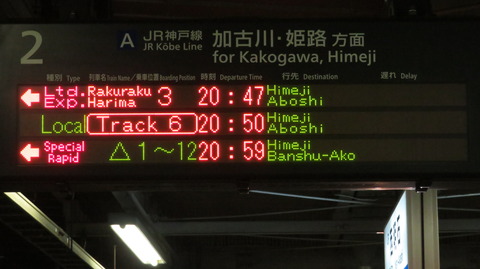 2
A JR神戸線 加古川・姫路 方面
JR Kōbe Line for Kakogawa, Himeji
種別 Type 列車名 Train Name/乗車位置 Boarding Position 時刻 Departure Time 行先 Destination 遅れ Delay
← Ltd. Exp. Rakuraku Harima 3 20:47 Himeji Aboshi
Local Track 6 20:50 Himeji Aboshi
← Special Rapid △1～12 20:59 Himeji Banshu-Ako